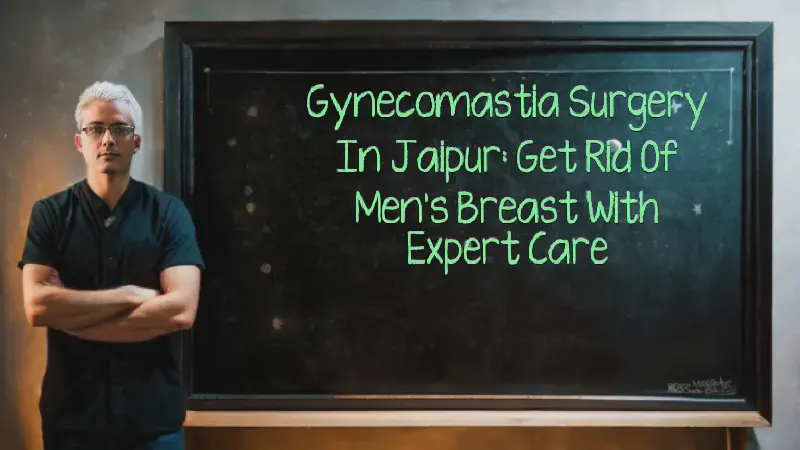 Gynecomastia Surgery
In Jaipur: Get Rid Of
Men's Breast With
Expert Care